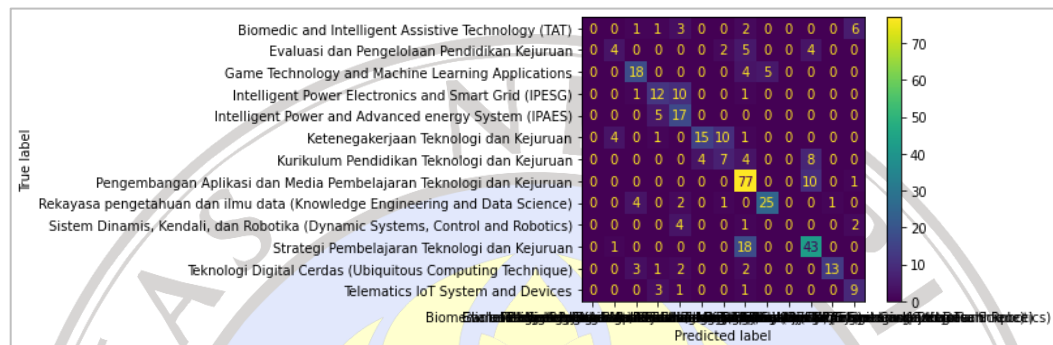 Biomedic and Intelligent Assistive Technology (TAT) 0 0 1 1 3 0 0 2 0 0 0 0 6
Evaluasi dan Pengelolaan Pendidikan Kejuruan 0 4 0 0 0 0 2 5 0 0 4 0 0
Game Technology and Machine Learning Applications 0 0 18 0 0 0 0 4 5 0 0 0 0
Intelligent Power Electronics and Smart Grid (IPESG) 0 0 1 12 10 0 0 1 0 0 0 0 0
Intelligent Power and Advanced energy System (IPAES) 0 0 0 5 17 0 0 0 0 0 0 0 0
Ketenegakerjaan Teknologi dan Kejuruan 0 4 0 1 0 15 10 1 0 0 0 0 0
Kurikulum Pendidikan Teknologi dan Kejuruan 0 0 0 0 0 4 7 4 0 0 8 0 0
Pengembangan Aplikasi dan Media Pembelajaran Teknologi dan Kejuruan 0 0 0 0 0 0 0 77 0 0 10 0 1
Rekayasa pengetahuan dan ilmu data (Knowledge Engineering and Data Science) 0 0 4 0 2 0 1 0 25 0 0 1 0
Sistem Dinamis, Kendali, dan Robotika (Dynamic Systems, Control and Robotics) 0 0 0 0 4 0 0 1 0 0 0 0 2
Strategi Pembelajaran Teknologi dan Kejuruan 0 1 0 0 0 0 0 18 0 0 43 0 0
Teknologi Digital Cerdas (Ubiquitous Computing Technique) 0 0 3 1 2 0 0 2 0 0 0 13 0
Telematics IoT System and Devices 0 0 0 3 1 0 0 1 0 0 0 0 9
True label
Predicted label
70
60
50
40
30
20
10
0